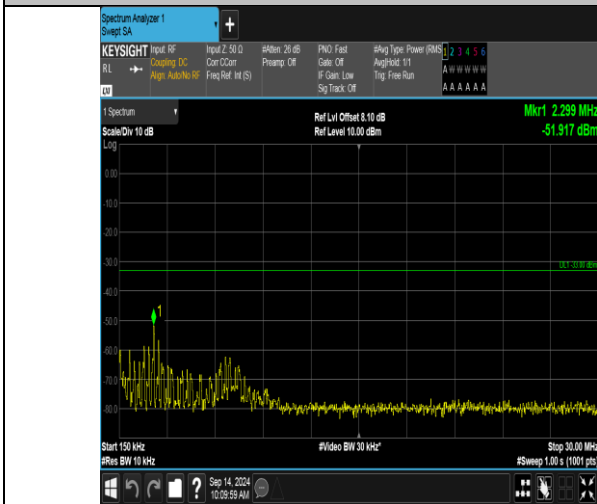 Spectrum Analyzer 1
Swept SA
+
KEYSIGHT
RL
Input: RF
Coupling: DC
Align: Auto/No RF
Input Z: 50 Ω
Corr CCorr
Freq Ref: Int (S)
#Atten: 26 dB
Preamp: Off
PNO: Fast
Gate: Off
IF Gain: Low
Sig Track: Off
#Avg Type: Power (RMS
Avg|Hold: 1/1
Trig: Free Run
1 2 3 4 5 6
A W W W W W
A A A A A A
1 Spectrum
Scale/Div 10 dB
Log
Ref Lvl Offset 8.10 dB
Ref Level 10.00 dBm
Mkr1 2.299 MHz
-51.917 dBm
0.00
-10.0
-20.0
-30.0
DL1 -33.00 dBm
-40.0
1
-50.0
-60.0
-70.0
-80.0
Start 150 kHz
#Res BW 10 kHz
#Video BW 30 kHz*
Stop 30.00 MHz
#Sweep 1.00 s (1001 pts)
?
Sep 14, 2024
10:09:59 AM